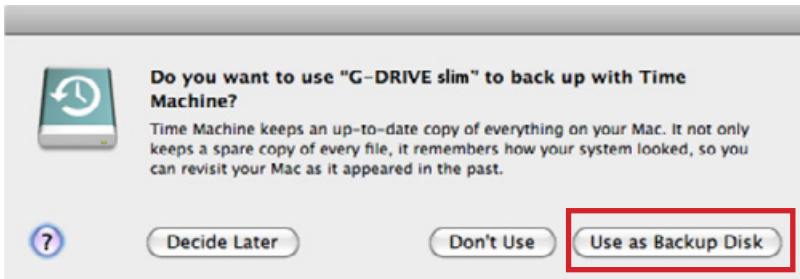 Do you want to use "G-DRIVE slim" to back up with Time
Machine?
Time Machine keeps an up-to-date copy of everything on your Mac. It not only
keeps a spare copy of every file, it remembers how your system looked, so you
can revisit your Mac as it appeared in the past.
? Decide Later Don't Use Use as Backup Disk